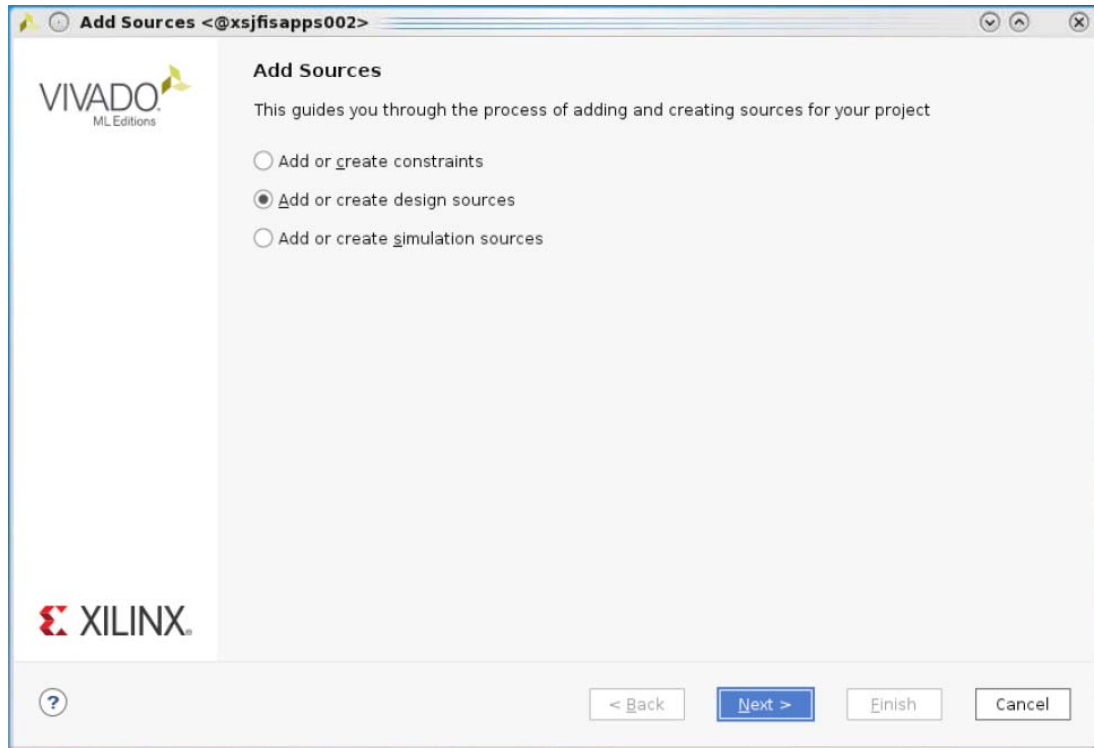 Add Sources <@xsjfisapps002>
VIVADO.
ML Editions
Add Sources
This guides you through the process of adding and creating sources for your project
Add or create constraints
Add or create design sources
Add or create simulation sources
XILINX.
?
< Back
Next >
Finish
Cancel